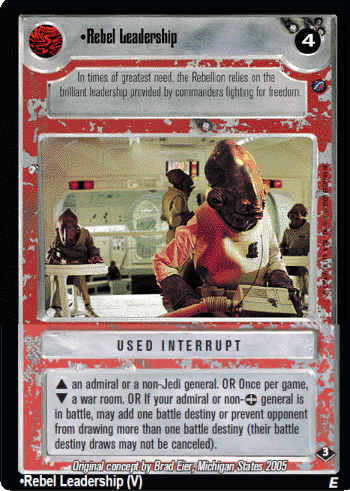 •Rebel Leadership
4
In times of greatest need, the Rebellion relies on the
brilliant leadership provided by commanders fighting for freedom.
USED INTERRUPT
▲ an admiral or a non-Jedi general. OR Once per game,
▼ a war room. OR If your admiral or non- general is
in battle, may add one battle destiny or prevent opponent
from drawing more than one battle destiny (their battle
destiny draws may not be canceled).
3
Original concept by Brad Eier, Michigan States 2005
•Rebel Leadership (V)
E